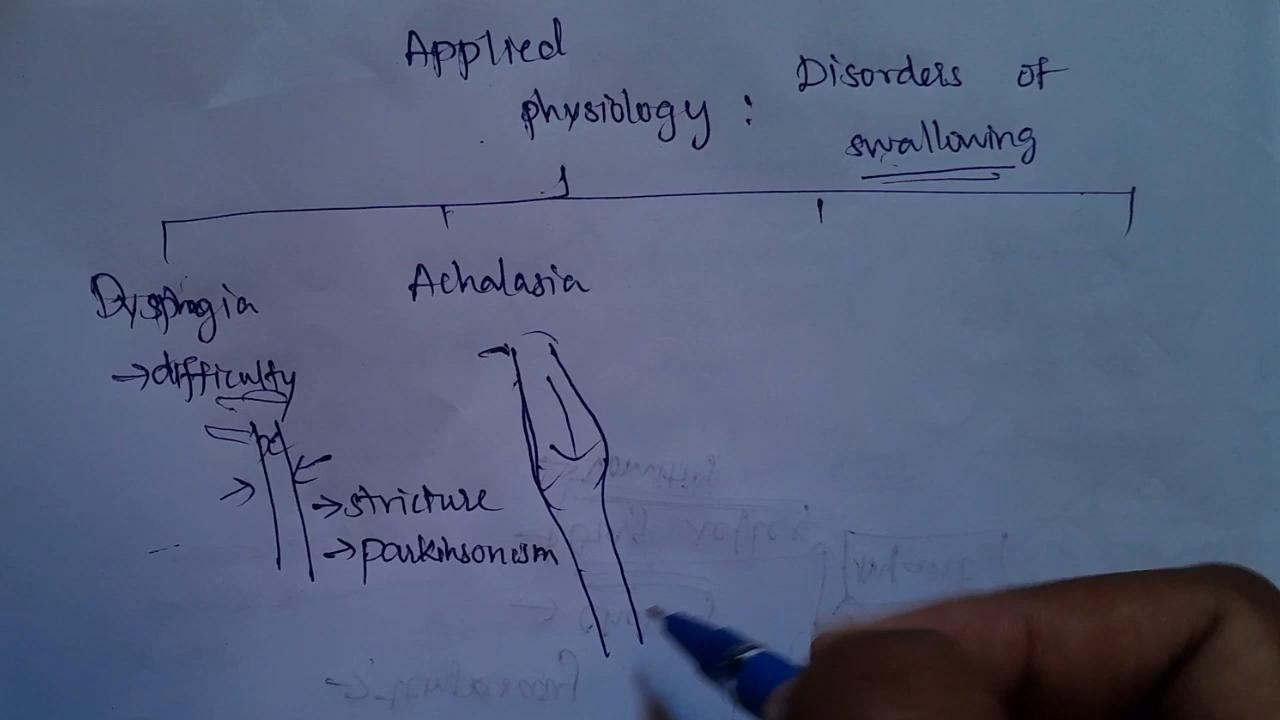 Applied
physiology :
Disorders of
swallowing
Dysphagia
→difficulty
→stricture
→parkinsonism
Achalasia